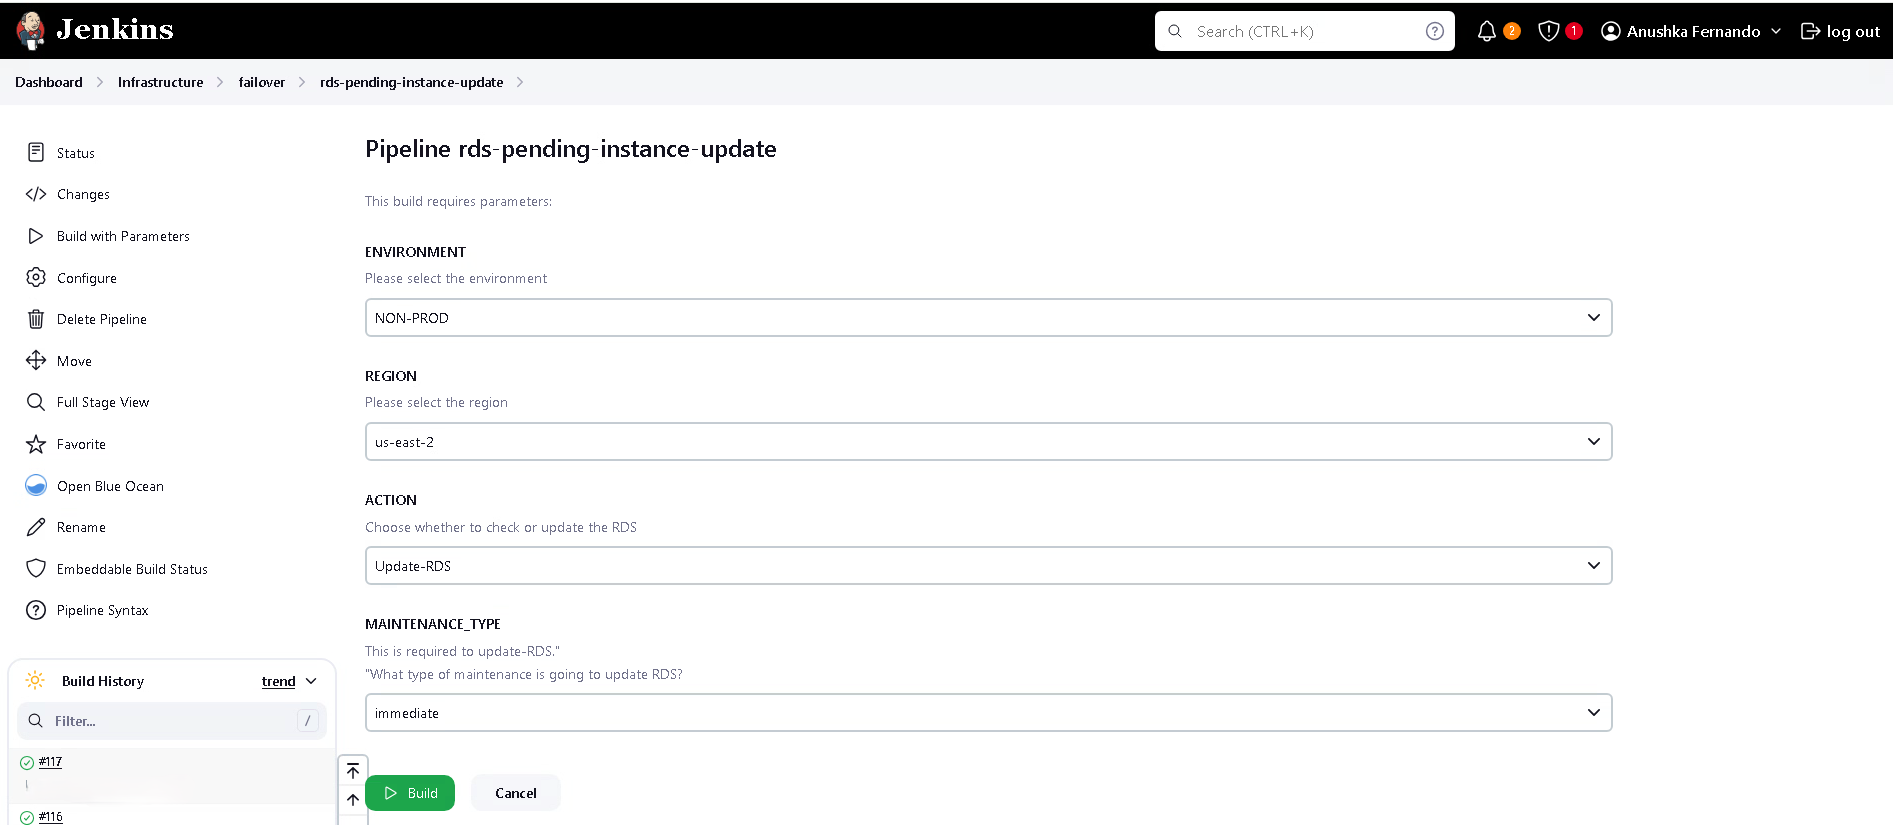 Jenkins
Search (CTRL+K)
2
1
Anushka Fernando
log out
Dashboard
Infrastructure
failover
rds-pending-instance-update
Status
Changes
Build with Parameters
Configure
Delete Pipeline
Move
Full Stage View
Favorite
Open Blue Ocean
Rename
Embeddable Build Status
Pipeline Syntax
Build History
trend
Filter...
/
#117
#116
Pipeline rds-pending-instance-update
This build requires parameters:
ENVIRONMENT
Please select the environment
NON-PROD
REGION
Please select the region
us-east-2
ACTION
Choose whether to check or update the RDS
Update-RDS
MAINTENANCE_TYPE
This is required to update-RDS."
"What type of maintenance is going to update RDS?
immediate
Build
Cancel